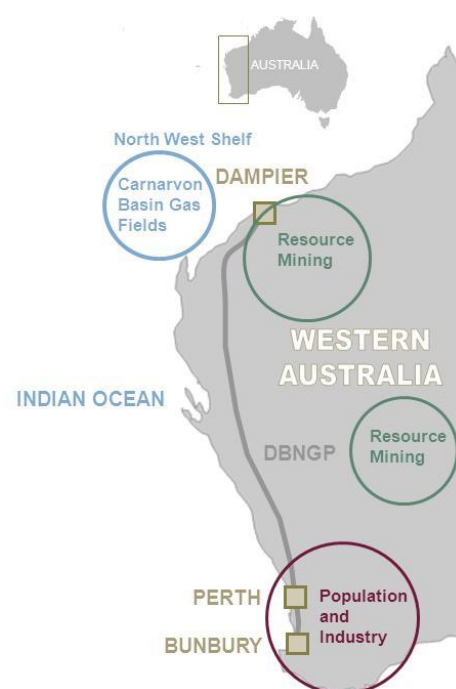 AUSTRALIA
North West Shelf
DAMPIER
Carnarvon
Basin Gas
Fields
Resource
Mining
WESTERN
AUSTRALIA
INDIAN OCEAN
Resource
Mining
DBNGP
PERTH
Population
and
Industry
BUNBURY